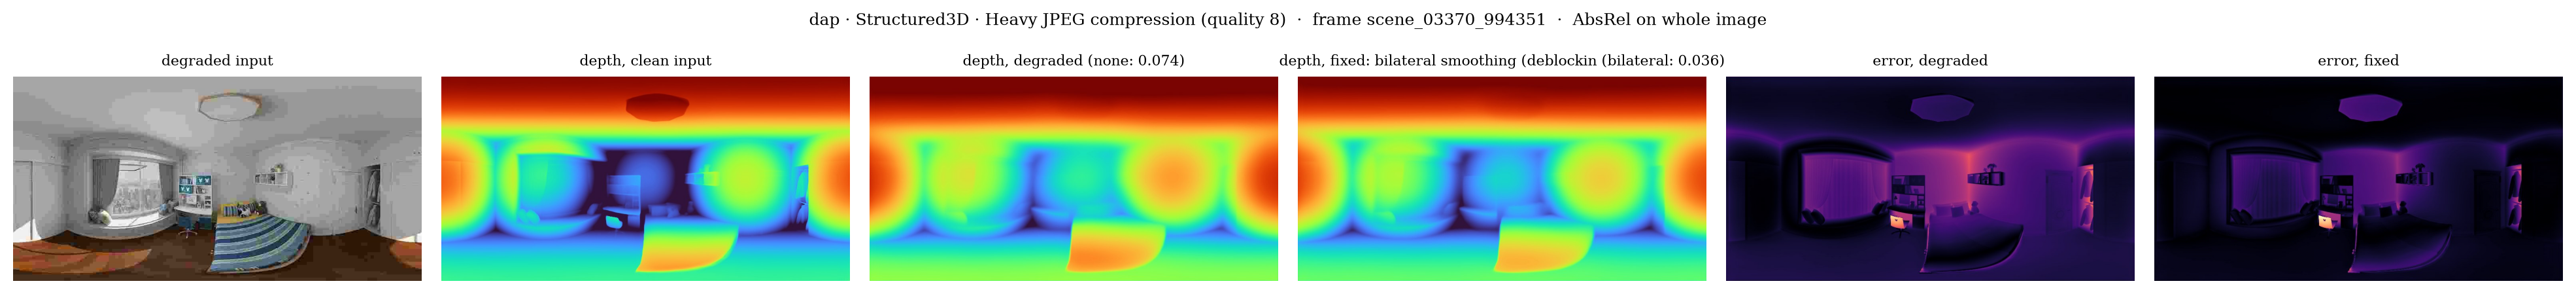 dap · Structured3D · Heavy JPEG compression (quality 8) · frame scene_03370_994351 · AbsRel on whole image
degraded input
depth, clean input
depth, degraded (none: 0.074)
depth, fixed: bilateral smoothing (deblockin (bilateral: 0.036)
error, degraded
error, fixed